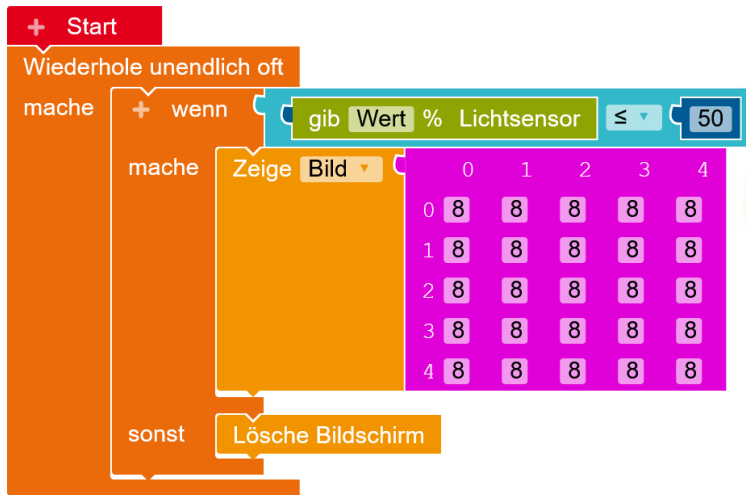 + Start
Wiederhole unendlich oft
mache + wenn gib Wert % Lichtsensor ≤ 50
mache Zeige Bild 0 1 2 3 4
0 8 8 8 8 8
1 8 8 8 8 8
2 8 8 8 8 8
3 8 8 8 8 8
4 8 8 8 8 8
sonst Lösche Bildschirm